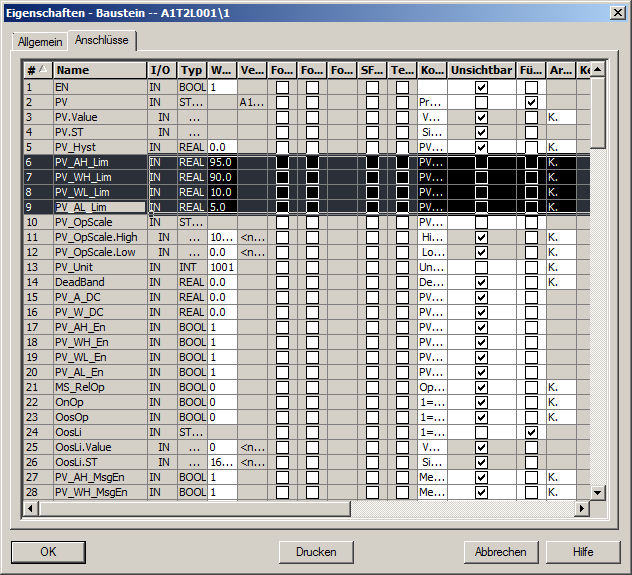 Eigenschaften - Baustein -- A1T2L001\1
Allgemein Anschlüsse
# Name I/O Typ W... Ve... Fo... Fo... Fo... SF... Te... Ko... Unsichtbar Fü... Ar... Ke
1 EN IN BOOL 1
2 PV IN ST... A1... Pr...
3 PV.Value IN ... V... K.
4 PV.ST IN ... Si... K.
5 PV_Hyst IN REAL 0.0 PV... K.
6 PV_AH_Lim IN REAL 95.0 PV... K.
7 PV_WH_Lim IN REAL 90.0 PV... K.
8 PV_WL_Lim IN REAL 10.0 PV... K.
9 PV_AL_Lim IN REAL 5.0 PV... K.
10 PV_OpScale IN ST... PV...
11 PV_OpScale.High IN ... 10... <n... Hi... K.
12 PV_OpScale.Low IN ... 0.0 <n... Lo... K.
13 PV_Unit IN INT 1001 Un... K.
14 DeadBand IN REAL 0.0 De... K.
15 PV_A_DC IN REAL 0.0 PV...
16 PV_W_DC IN REAL 0.0 PV...
17 PV_AH_En IN BOOL 1 PV...
18 PV_WH_En IN BOOL 1 PV...
19 PV_WL_En IN BOOL 1 PV...
20 PV_AL_En IN BOOL 1 PV...
21 MS_RelOp IN BOOL 0 Op... K.
22 OnOp IN BOOL 0 1=... K.
23 OosOp IN BOOL 0 1=... K.
24 OosLi IN ST... 1=...
25 OosLi.Value IN ... 0 <n... V...
26 OosLi.ST IN ... 16... <n... Si...
27 PV_AH_MsgEn IN BOOL 1 Me... K.
28 PV_WH_MsgEn IN BOOL 1 Me... K.
OK Drucken Abbrechen Hilfe